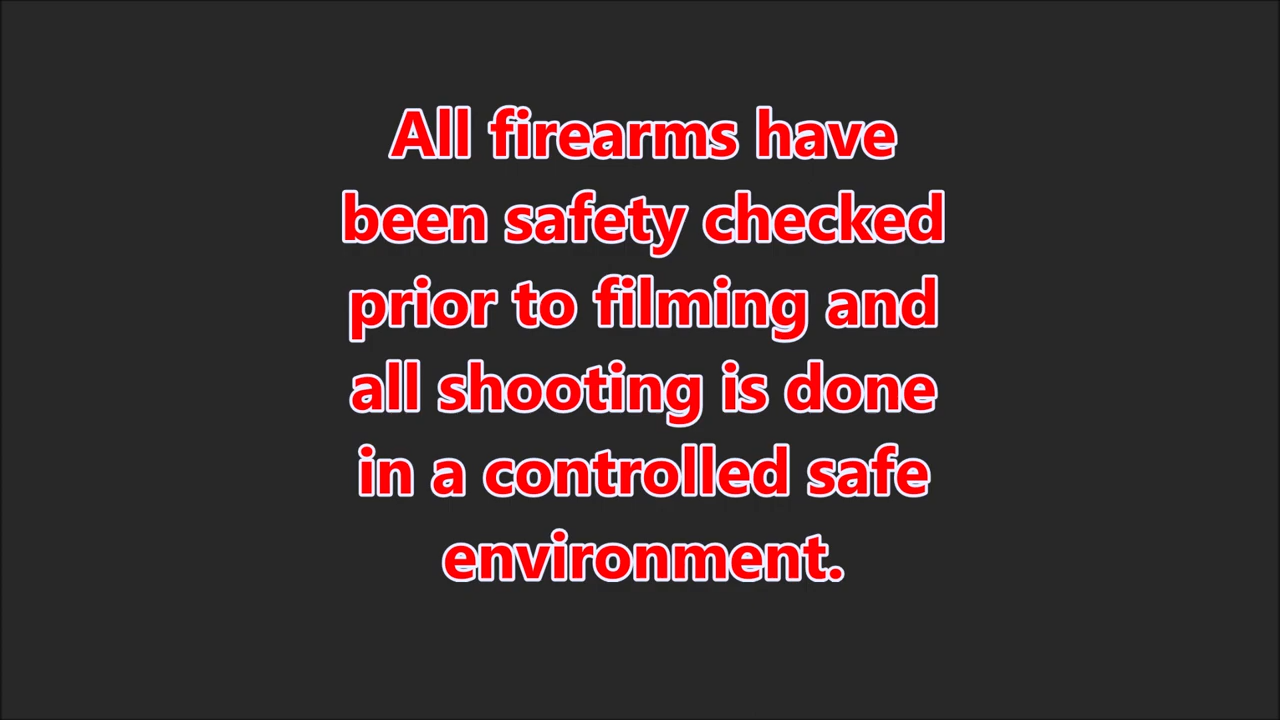 All firearms have
been safety checked
prior to filming and
all shooting is done
in a controlled safe
environment.